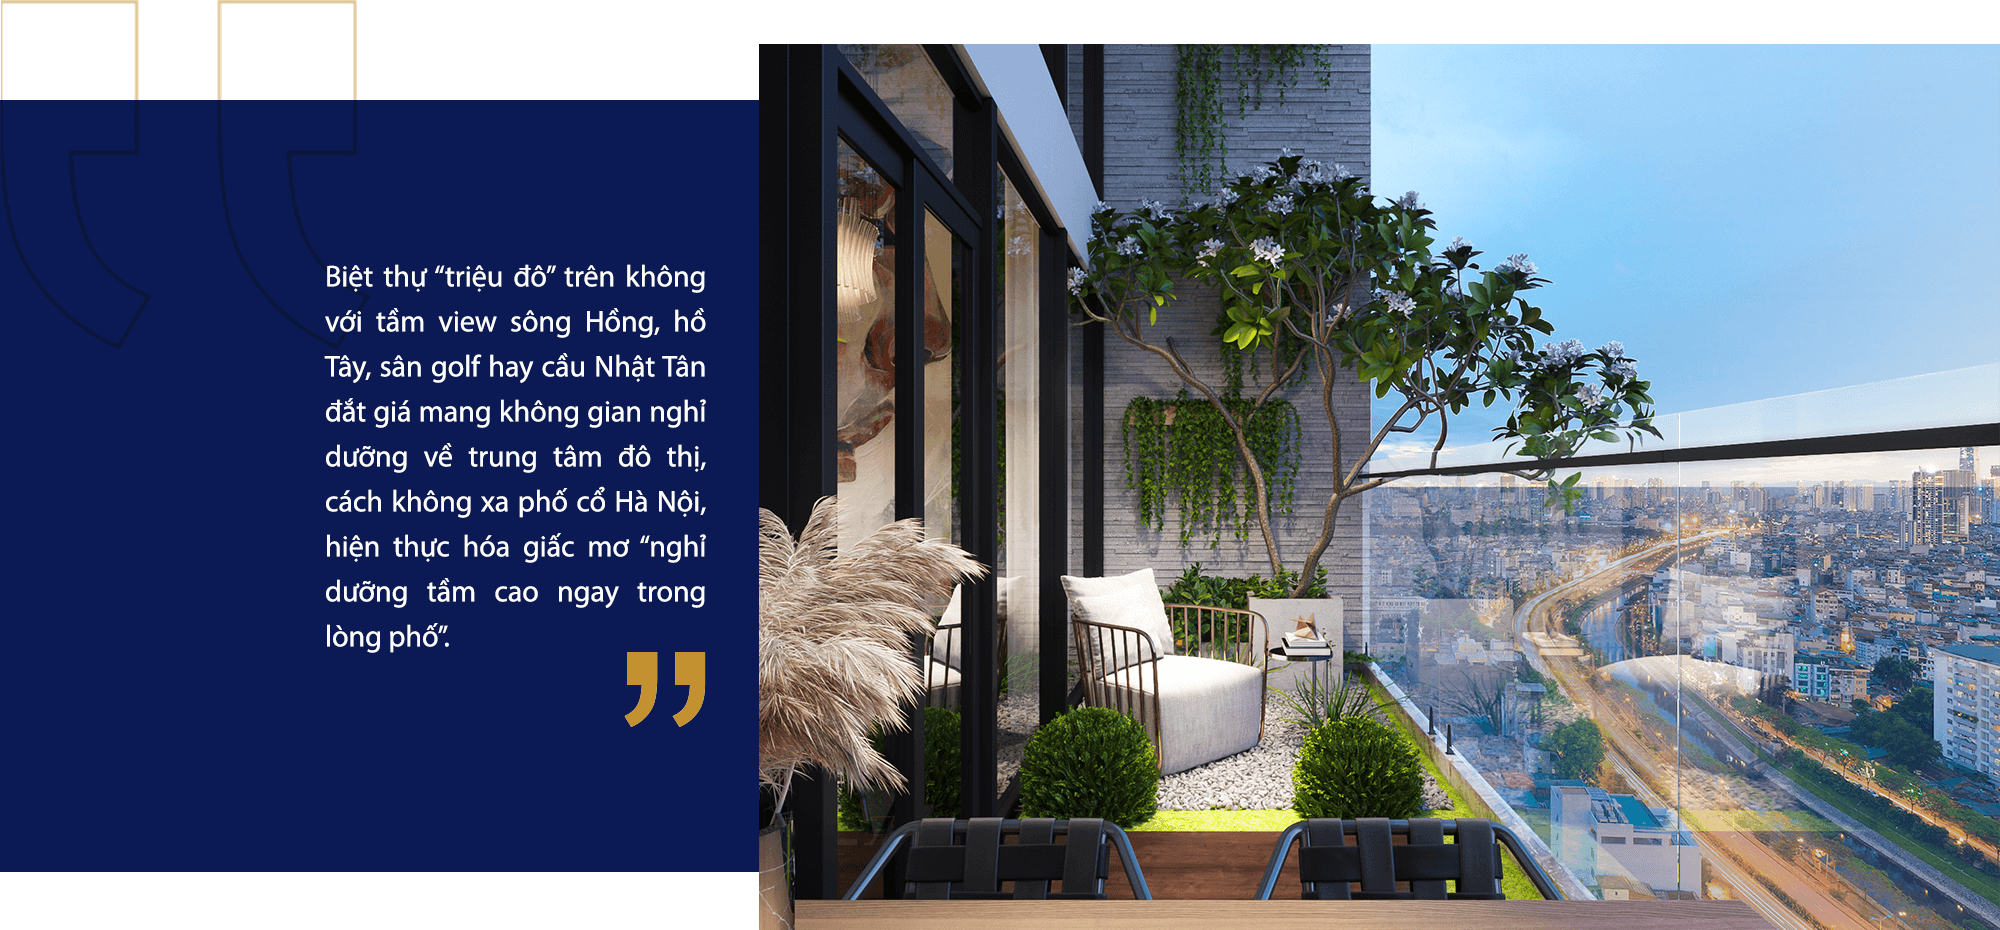 Biệt thự “triệu đô” trên không
với tầm view sông Hồng, hồ
Tây, sân golf hay cầu Nhật Tân
đắt giá mang không gian nghỉ
dưỡng về trung tâm đô thị,
cách không xa phố cổ Hà Nội,
hiện thực hóa giấc mơ “nghỉ
dưỡng tầm cao ngay trong
lòng phố”.